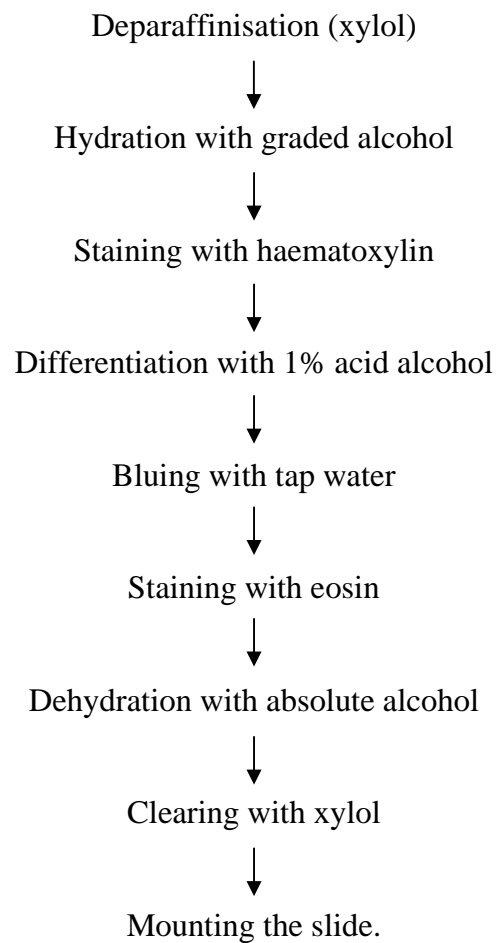 Deparaffinisation (xylol)
Hydration with graded alcohol
Staining with haematoxylin
Differentiation with 1% acid alcohol
Bluing with tap water
Staining with eosin
Dehydration with absolute alcohol
Clearing with xylol
Mounting the slide.